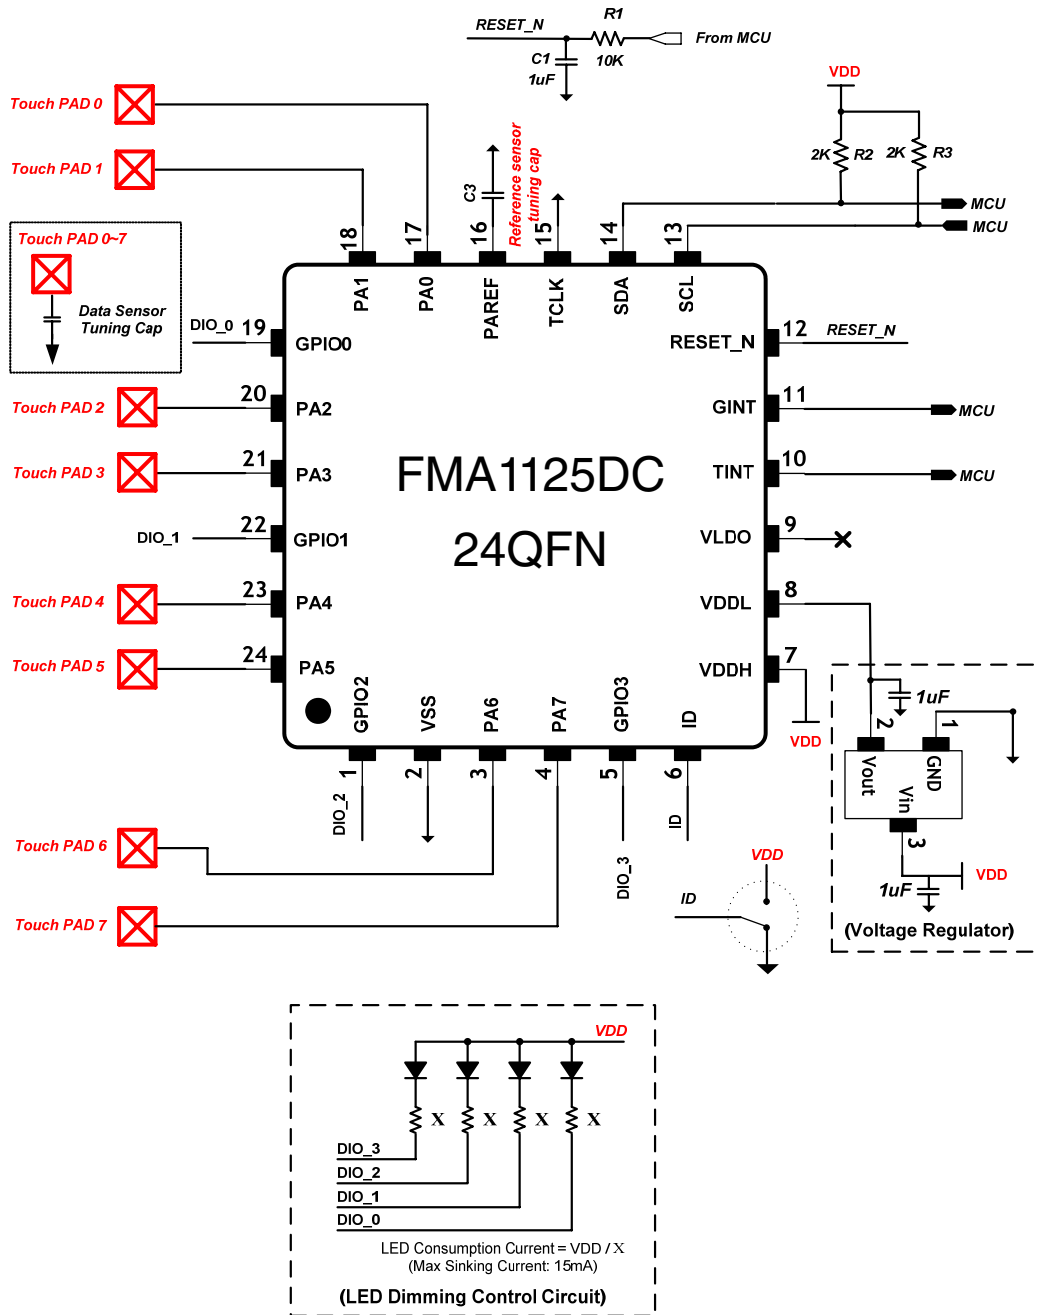 RESET_N
R1
From MCU
C1
1uF
10K
VDD
Touch PAD 0
Touch PAD 1
C3
Reference sensor
tuning cap
2K
R2
2K
R3
MCU
MCU
18
17
16
15
14
13
PA1
PA0
PAREF
TCLK
SDA
SCL
Touch PAD 0~7
Data Sensor
Tuning Cap
DIO_0
19
GPIO0
RESET_N
12
RESET_N
Touch PAD 2
20
PA2
GINT
11
MCU
Touch PAD 3
21
PA3
TINT
10
MCU
FMA1125DC
24QFN
DIO_1
22
GPIO1
VLDO
9
Touch PAD 4
23
PA4
VDDL
8
Touch PAD 5
24
PA5
VDDH
7
VDD
GPIO2
VSS
PA6
PA7
GPIO3
ID
1
2
3
4
5
6
DIO_2
DIO_3
ID
1uF
2
1
Vout
GND
Vin
3
VDD
1uF
(Voltage Regulator)
Touch PAD 6
Touch PAD 7
VDD
ID
VDD
X
X
X
X
DIO_3
DIO_2
DIO_1
DIO_0
LED Consumption Current = VDD / X
(Max Sinking Current: 15mA)
(LED Dimming Control Circuit)